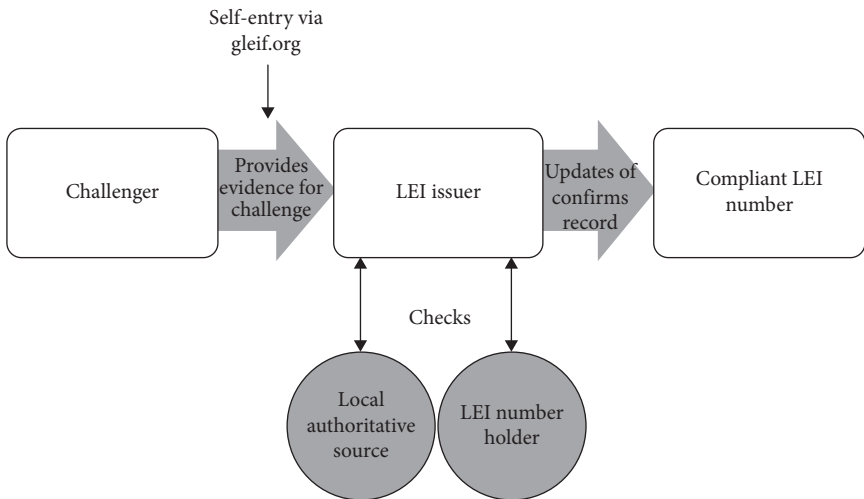 Self-entry via
gleif.org
Challenger
Provides
evidence for
challenge
LEI issuer
Updates of
confirms
record
Compliant LEI
number
Checks
Local
authoritative
source
LEI number
holder